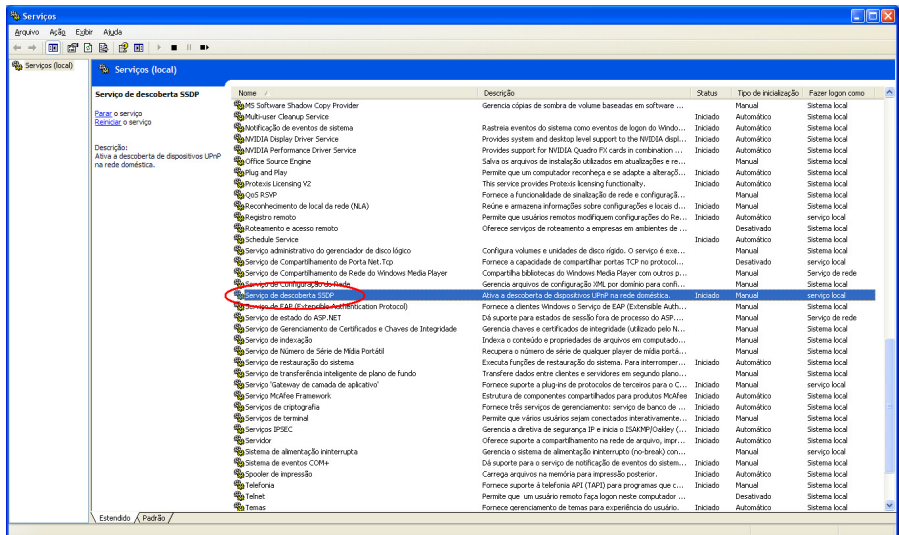 Serviços
Arquivo Ação Exibir Ajuda
Serviços (local)
Serviços (local)
Serviço de descoberta SSDP
Parar o serviço
Reiniciar o serviço
Descrição:
Ativa a descoberta de dispositivos UPnP
na rede doméstica.
Nome Descrição Status Tipo de inicialização Fazer logon como
MS Software Shadow Copy Provider Gerencia cópias de sombra de volume baseadas em software ... Manual Sistema local
Multi-user Cleanup Service Iniciado Automático Sistema local
Notificação de eventos de sistema Rastreia eventos do sistema como eventos de logon do Windo... Iniciado Automático Sistema local
NVIDIA Display Driver Service Provides system and desktop level support to the NVIDIA displ... Iniciado Automático Sistema local
NVIDIA Performance Driver Service Provides support for NVIDIA Quadro FX cards in combination ... Iniciado Automático Sistema local
Office Source Engine Salva os arquivos de instalação utilizados em atualizações e re... Manual Sistema local
Plug and Play Permite que um computador reconheça e se adapte a alteraçõ... Iniciado Automático Sistema local
Protexis Licensing V2 This service provides Protexis licensing functionalty. Iniciado Automático Sistema local
QoS RSVP Fornece a funcionalidade de sinalização de rede e configuraçã... Manual Sistema local
Reconhecimento de local da rede (NLA) Reúne e armazena informações sobre configurações e locais d... Iniciado Manual Sistema local
Registro remoto Permite que usuários remotos modifiquem configurações do Re... Iniciado Automático serviço local
Roteamento e acesso remoto Oferece serviços de roteamento a empresas em ambientes de ... Desativado Sistema local
Schedule Service Iniciado Automático Sistema local
Serviço administrativo do gerenciador de disco lógico Configura volumes e unidades de disco rígido. O serviço é exe... Manual Sistema local
Serviço de Compartilhamento de Porta Net.Tcp Fornece a capacidade de compartilhar portas TCP no protocol... Desativado serviço local
Serviço de Compartilhamento de Rede do Windows Media Player Compartilha bibliotecas do Windows Media Player com outros p... Manual Serviço de rede
Serviço de Configuração de Rede Gerencia arquivos de configuração XML por domínio para confi... Manual Sistema local
Serviço de descoberta SSDP Ativa a descoberta de dispositivos UPnP na rede doméstica. Iniciado Manual serviço local
Serviço de EAP (Extensible Authentication Protocol) Fornece a clientes Windows o Serviço de EAP (Extensible Auth... Manual Sistema local
Serviço de estado do ASP.NET Dá suporte para estados de sessão fora de processo do ASP.... Manual Serviço de rede
Serviço de Gerenciamento de Certificados e Chaves de Integridade Gerencia chaves e certificados de integridade (utilizado pelo N... Manual Sistema local
Serviço de indexação Indexa o conteúdo e propriedades de arquivos em computado... Manual Sistema local
Serviço de Número de Série de Mídia Portátil Recupera o número de série de qualquer player de mídia portá... Manual Sistema local
Serviço de restauração do sistema Executa funções de restauração do sistema. Para interromper... Iniciado Automático Sistema local
Serviço de transferência inteligente de plano de fundo Transfere dados entre clientes e servidores em segundo plano... Manual Sistema local
Serviço 'Gateway de camada de aplicativo' Fornece suporte a plug-ins de protocolos de terceiros para o C... Iniciado Manual serviço local
Serviço McAfee Framework Estrutura de componentes compartilhados para produtos McAfee Iniciado Automático Sistema local
Serviços de criptografia Fornece três serviços de gerenciamento: serviço de banco de ... Iniciado Automático Sistema local
Serviços de terminal Permite que vários usuários sejam conectados interativamente... Iniciado Manual Sistema local
Serviços IPSEC Gerencia a diretiva de segurança IP e inicia o ISAKMP/Oakley (... Iniciado Automático Sistema local
Servidor Oferece suporte a compartilhamento na rede de arquivo, impr... Iniciado Automático Sistema local
Sistema de alimentação ininterrupta Gerencia o sistema de alimentação ininterrupto (no-break) con... Manual serviço local
Sistema de eventos COM+ Dá suporte para o serviço de notificação de eventos do sistem... Iniciado Manual Sistema local
Spooler de impressão Carrega arquivos na memória para impressão posterior. Iniciado Automático Sistema local
Telefonia Fornece suporte à telefonia API (TAPI) para programas que c... Iniciado Manual Sistema local
Telnet Permite que um usuário remoto faça logon neste computador ... Desativado Sistema local
Temas Fornece gerenciamento de temas para experiência do usuário. Iniciado Automático Sistema local
Estendido Padrão